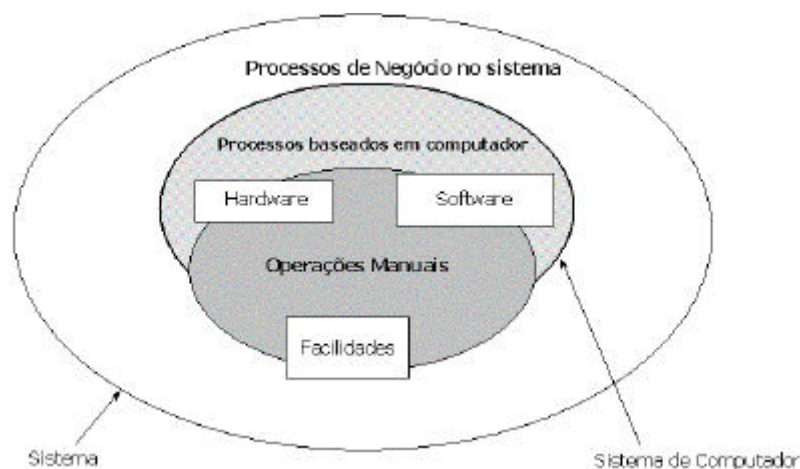 Processos de Negócio no sistema
Processos baseados em computador
Hardware
Software
Operações Manuais
Facilidades
Sistema
Sistema de Computador